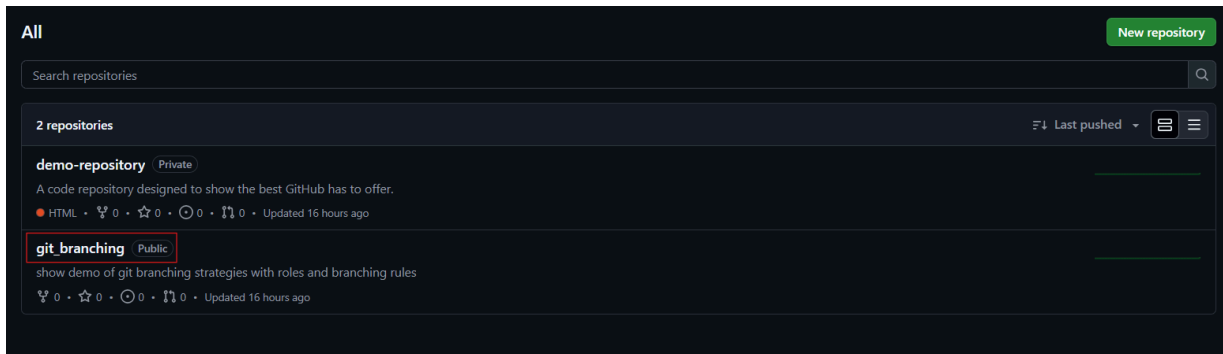 All
New repository
Search repositories
2 repositories
Last pushed
demo-repository Private
A code repository designed to show the best GitHub has to offer.
HTML • 0 • 0 • 0 • 0 • Updated 16 hours ago
git_branching Public
show demo of git branching strategies with roles and branching rules
0 • 0 • 0 • 0 • Updated 16 hours ago